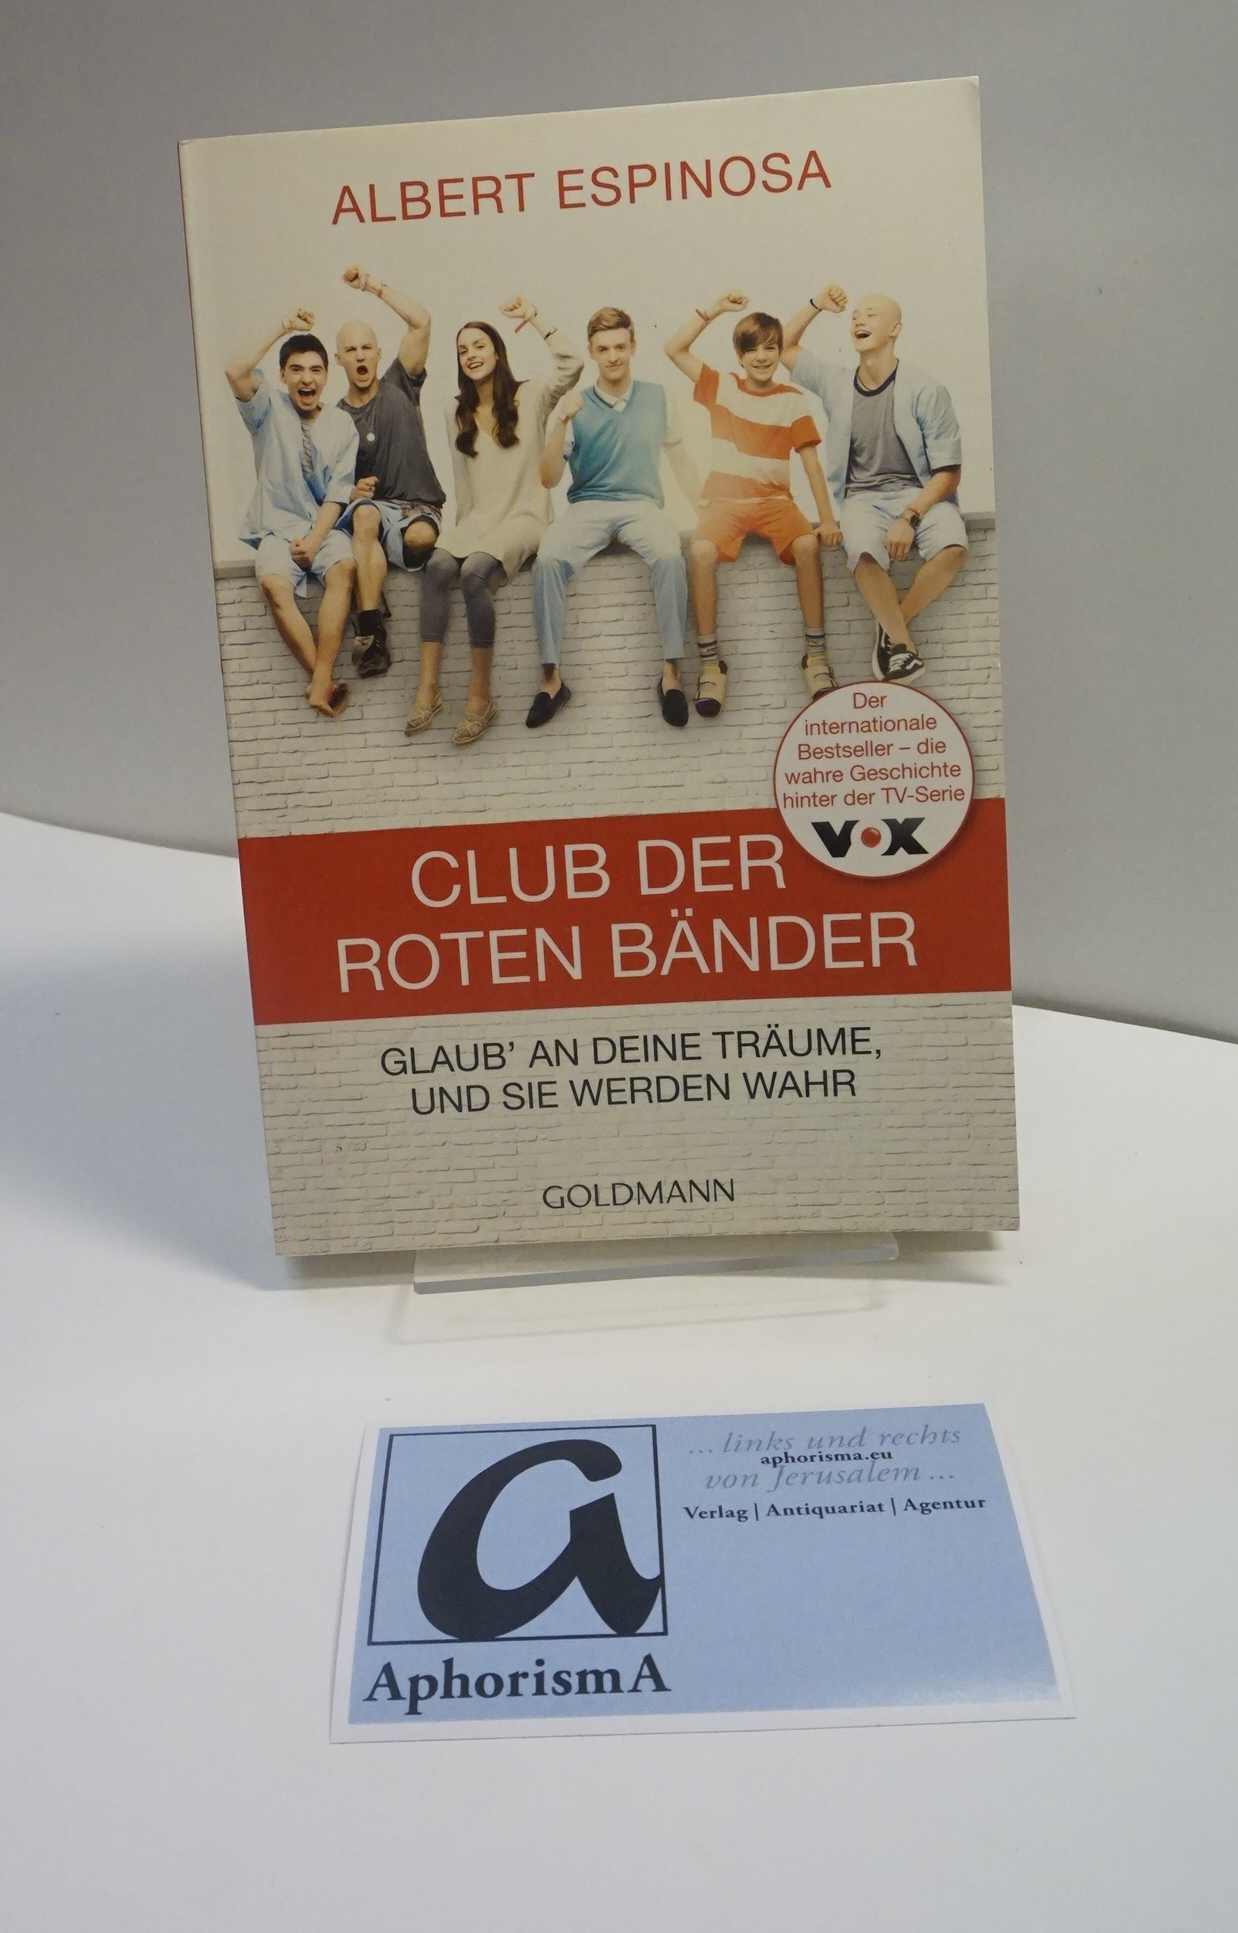 ALBERT ESPINOSA
Der
internationale
Bestseller – die
wahre Geschichte
hinter der TV-Serie
VOX
CLUB DER
ROTEN BÄNDER
GLAUB’ AN DEINE TRÄUME,
UND SIE WERDEN WAHR
GOLDMANN
a
AphorismA
... links und rechts
aphorisma.eu
von Jerusalem ...
Verlag | Antiquariat | Agentur